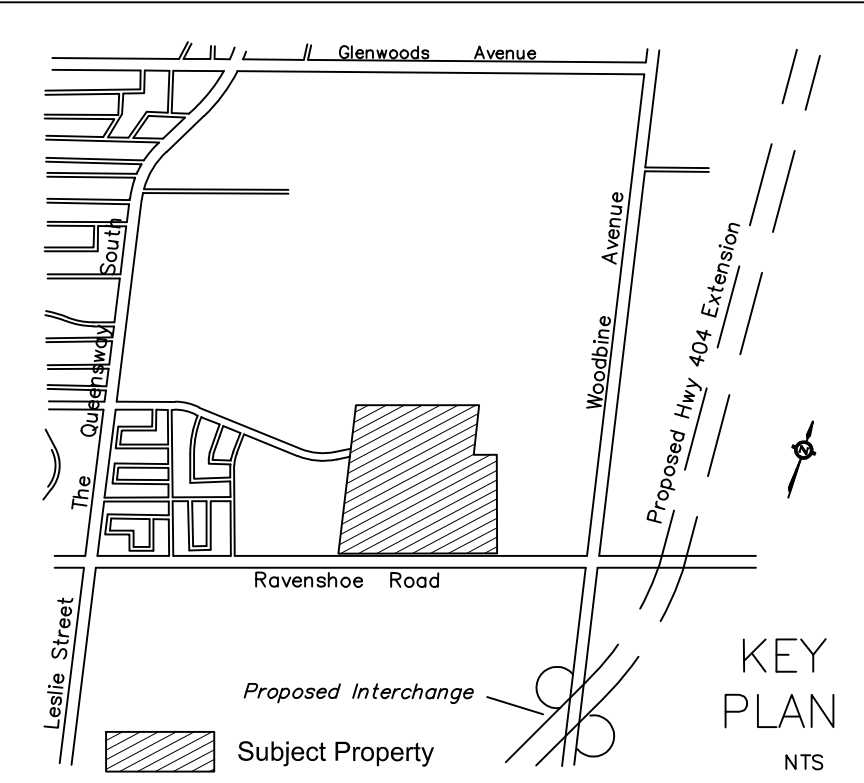 Glenwoods Avenue
South
Queensway
The
Woodbine Avenue
Proposed Hwy 404 Extension
N
Ravenshoe Road
Leslie Street
Proposed Interchange
KEY
PLAN
NTS
Subject Property